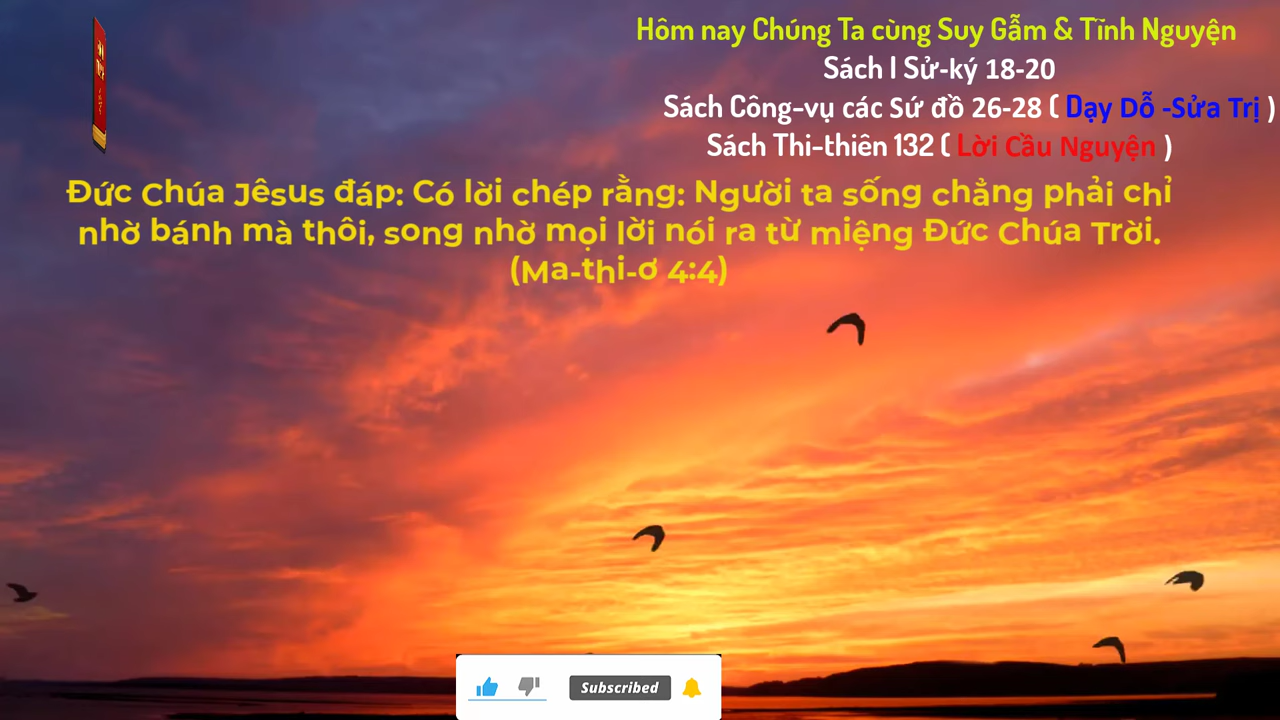 Hôm nay Chúng Ta cùng Suy Gẫm & Tĩnh Nguyện
Sách I Sử-ký 18-20
Sách Công-vụ các Sứ đồ 26-28 ( Dạy Dỗ -Sửa Trị )
Sách Thi-thiên 132 ( Lời Cầu Nguyện )
Đức Chúa Jêsus đáp: Có lời chép rằng: Người ta sống chẳng phải chỉ
nhờ bánh mà thôi, song nhờ mọi lời nói ra từ miệng Đức Chúa Trời.
(Ma-thi-ơ 4:4)
Subscribed